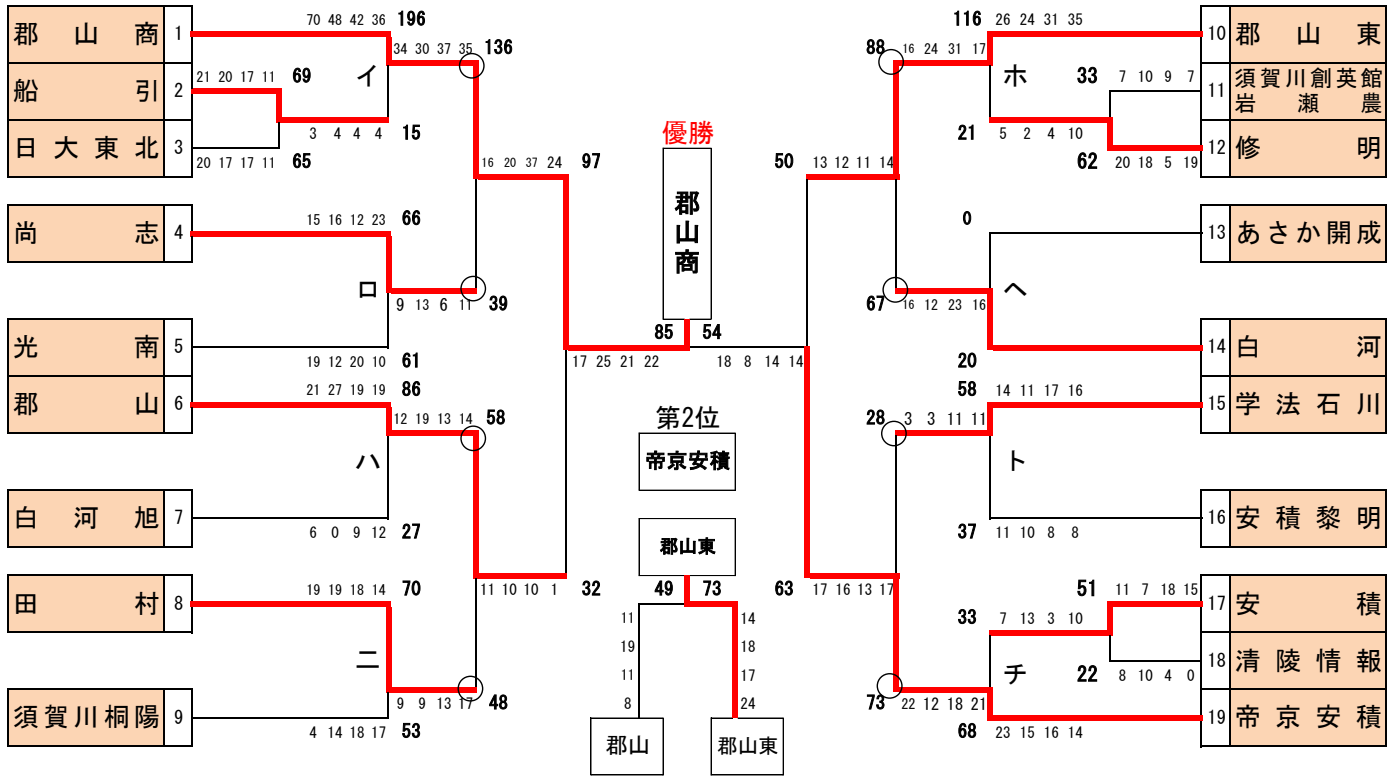 70 48 42 36 196
116 26 24 31 35
郡山商 1
10 郡山東
34 30 37 35 136
88 16 24 31 17
21 20 17 11 69 イ
ホ 33 7 10 9 7
船引 2
11 須賀川創英館
岩瀬農
3 4 4 4 15
優勝
21 5 2 4 10
日大東北 3
12 修明
20 17 17 11 65
62 20 18 5 19
16 20 37 24 97
50 13 12 11 14
郡山商
15 16 12 23 66
0
尚志 4
13 あさか開成
ロ
ヘ
9 13 6 11 39
67 16 12 23 16
85 54
光南 5
14 白河
19 12 20 10 61
17 25 21 22
18 8 14 14
20
21 27 19 19 86
58 14 11 17 16
郡山 6
15 学法石川
12 19 13 14 58
第2位
28 3 3 11 11
ハ
帝京安積
ト
白河旭 7
16 安積黎明
6 0 9 12 27
37 11 10 8 8
郡山東
19 19 18 14 70
11 10 10 1 32
49 73
63 17 16 13 17
51 11 7 18 15
田村 8
17 安積
11
19
11
8
14
18
17
24
33 7 13 3 10
ニ
チ 22 8 10 4 0
18 清陵情報
9 9 13 17 48
73 22 12 18 21
須賀川桐陽 9
19 帝京安積
4 14 18 17 53
68 23 15 16 14
郡山
郡山東